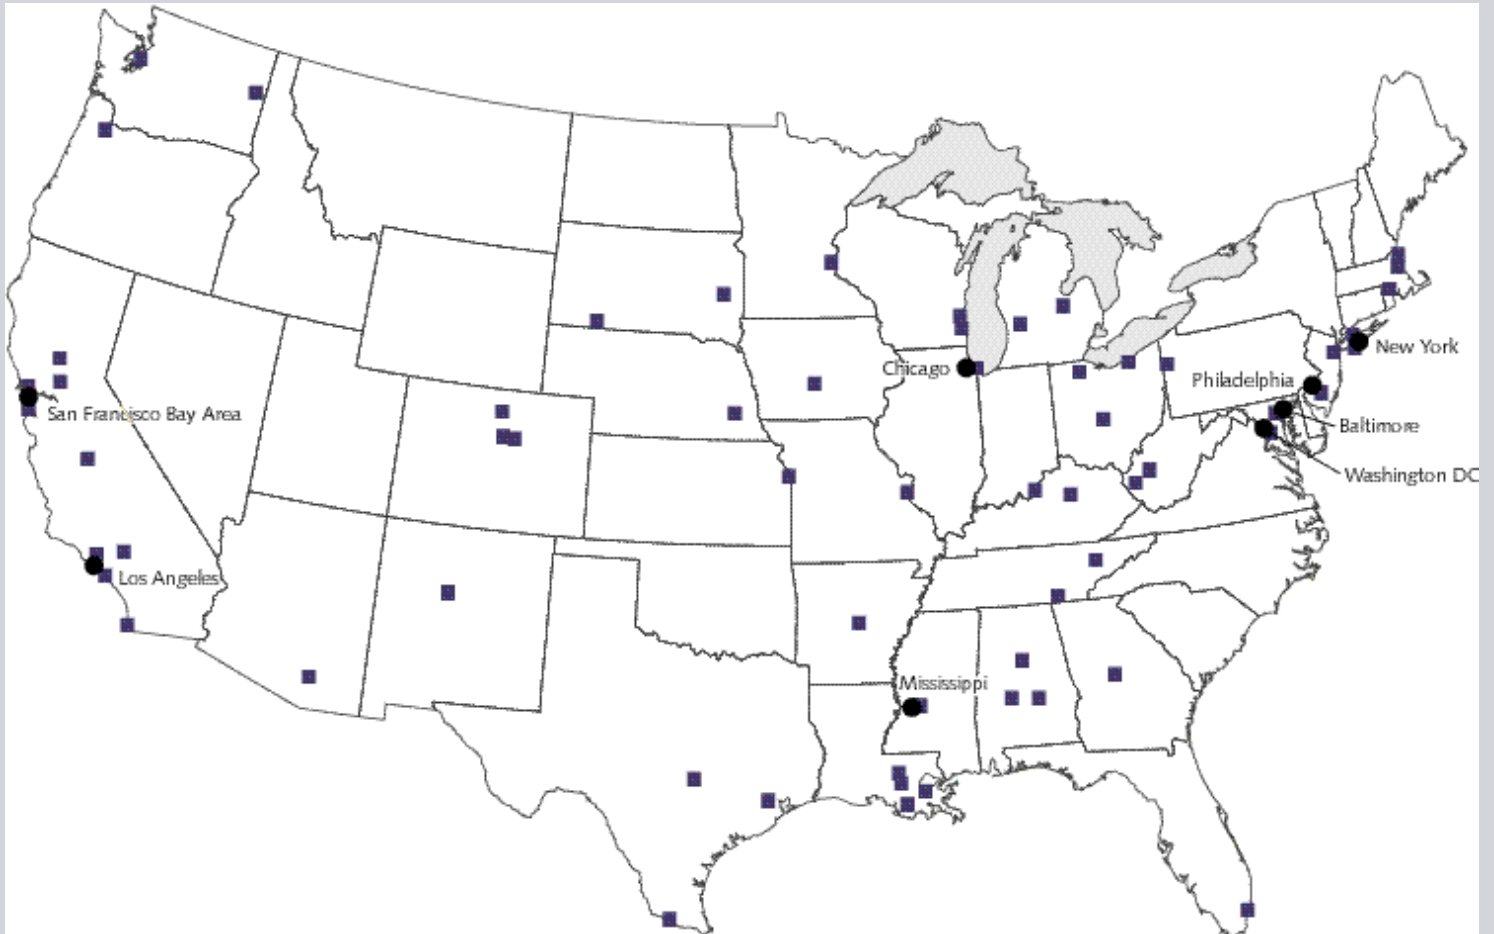 New York
Chicago
Philadelphia
San Francisco Bay Area
Baltimore
Washington DC
Los Angeles
Mississippi